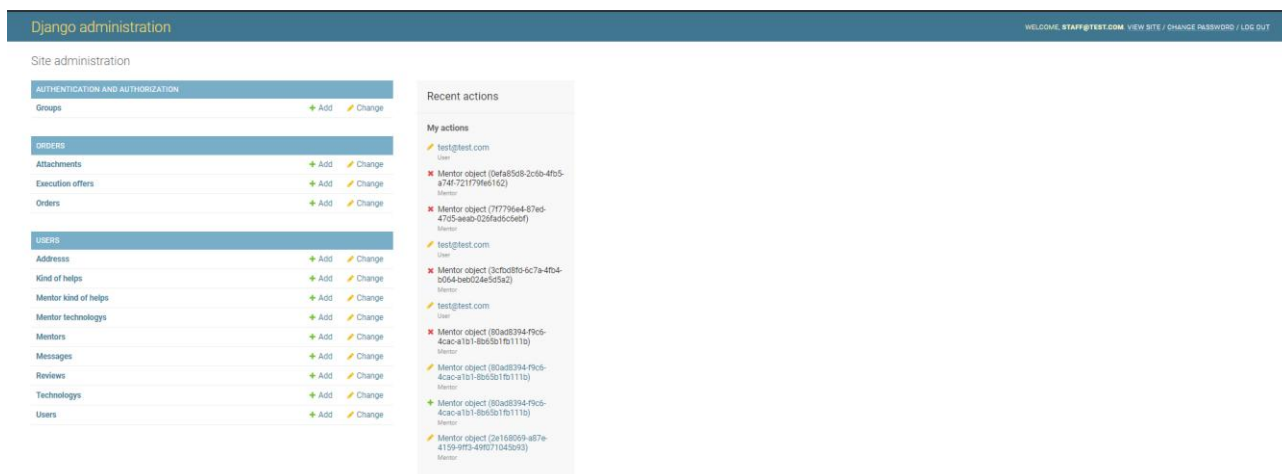 Django administration
WELCOME, STAFF@TEST.COM. VIEW SITE / CHANGE PASSWORD / LOG OUT
Site administration
AUTHENTICATION AND AUTHORIZATION
Groups Add Change
ORDERS
Attachments Add Change
Execution offers Add Change
Orders Add Change
USERS
Addresss Add Change
Kind of helps Add Change
Mentor kind of helps Add Change
Mentor technologys Add Change
Mentors Add Change
Messages Add Change
Reviews Add Change
Technologys Add Change
Users Add Change
Recent actions
My actions
test@test.com
User
Mentor object (0efa85d8-2c6b-4fb5-
a74f-721f79fe6162)
Mentor
Mentor object (7f7796e4-87ed-
47d5-aeab-026fad6c6ebf)
Mentor
test@test.com
User
Mentor object (3cfbd8fd-6c7a-4fb4-
b064-beb024e5d5a2)
Mentor
test@test.com
User
Mentor object (80ad8394-f9c6-
4cac-a1b1-8b65b1fb111b)
Mentor
Mentor object (80ad8394-f9c6-
4cac-a1b1-8b65b1fb111b)
Mentor
Mentor object (80ad8394-f9c6-
4cac-a1b1-8b65b1fb111b)
Mentor
Mentor object (2e168069-a87e-
4159-9ff3-49f071045b93)
Mentor